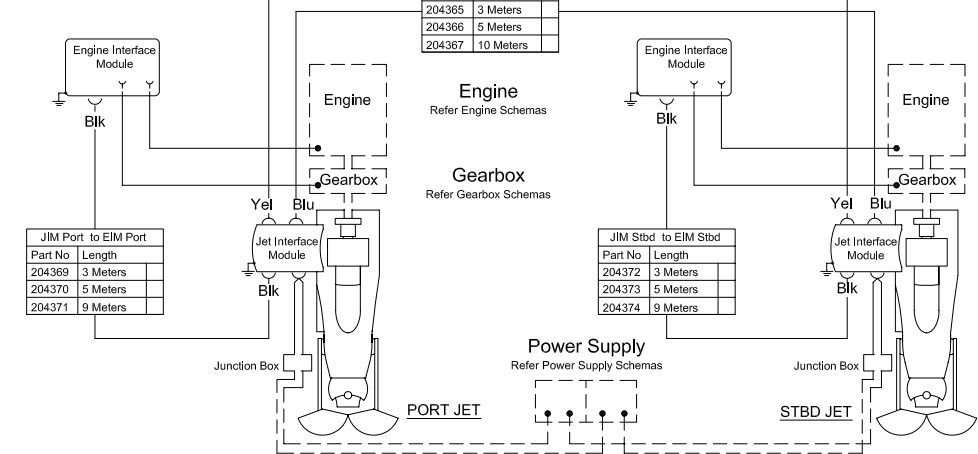 204365 3 Meters
204366 5 Meters
204367 10 Meters
Engine Interface
Module
Blk
Engine
Gearbox
Engine
Refer Engine Schemas
Gearbox
Refer Gearbox Schemas
Engine Interface
Module
Blk
Engine
Gearbox
Yel Blu
Jet Interface
Module
Blk
JIM Port to EIM Port
Part No Length
204369 3 Meters
204370 5 Meters
204371 9 Meters
JIM Stbd to EIM Stbd
Part No Length
204372 3 Meters
204373 5 Meters
204374 9 Meters
Yel Blu
Jet Interface
Module
Blk
Junction Box
PORT JET
Power Supply
Refer Power Supply Schemas
Junction Box
STBD JET